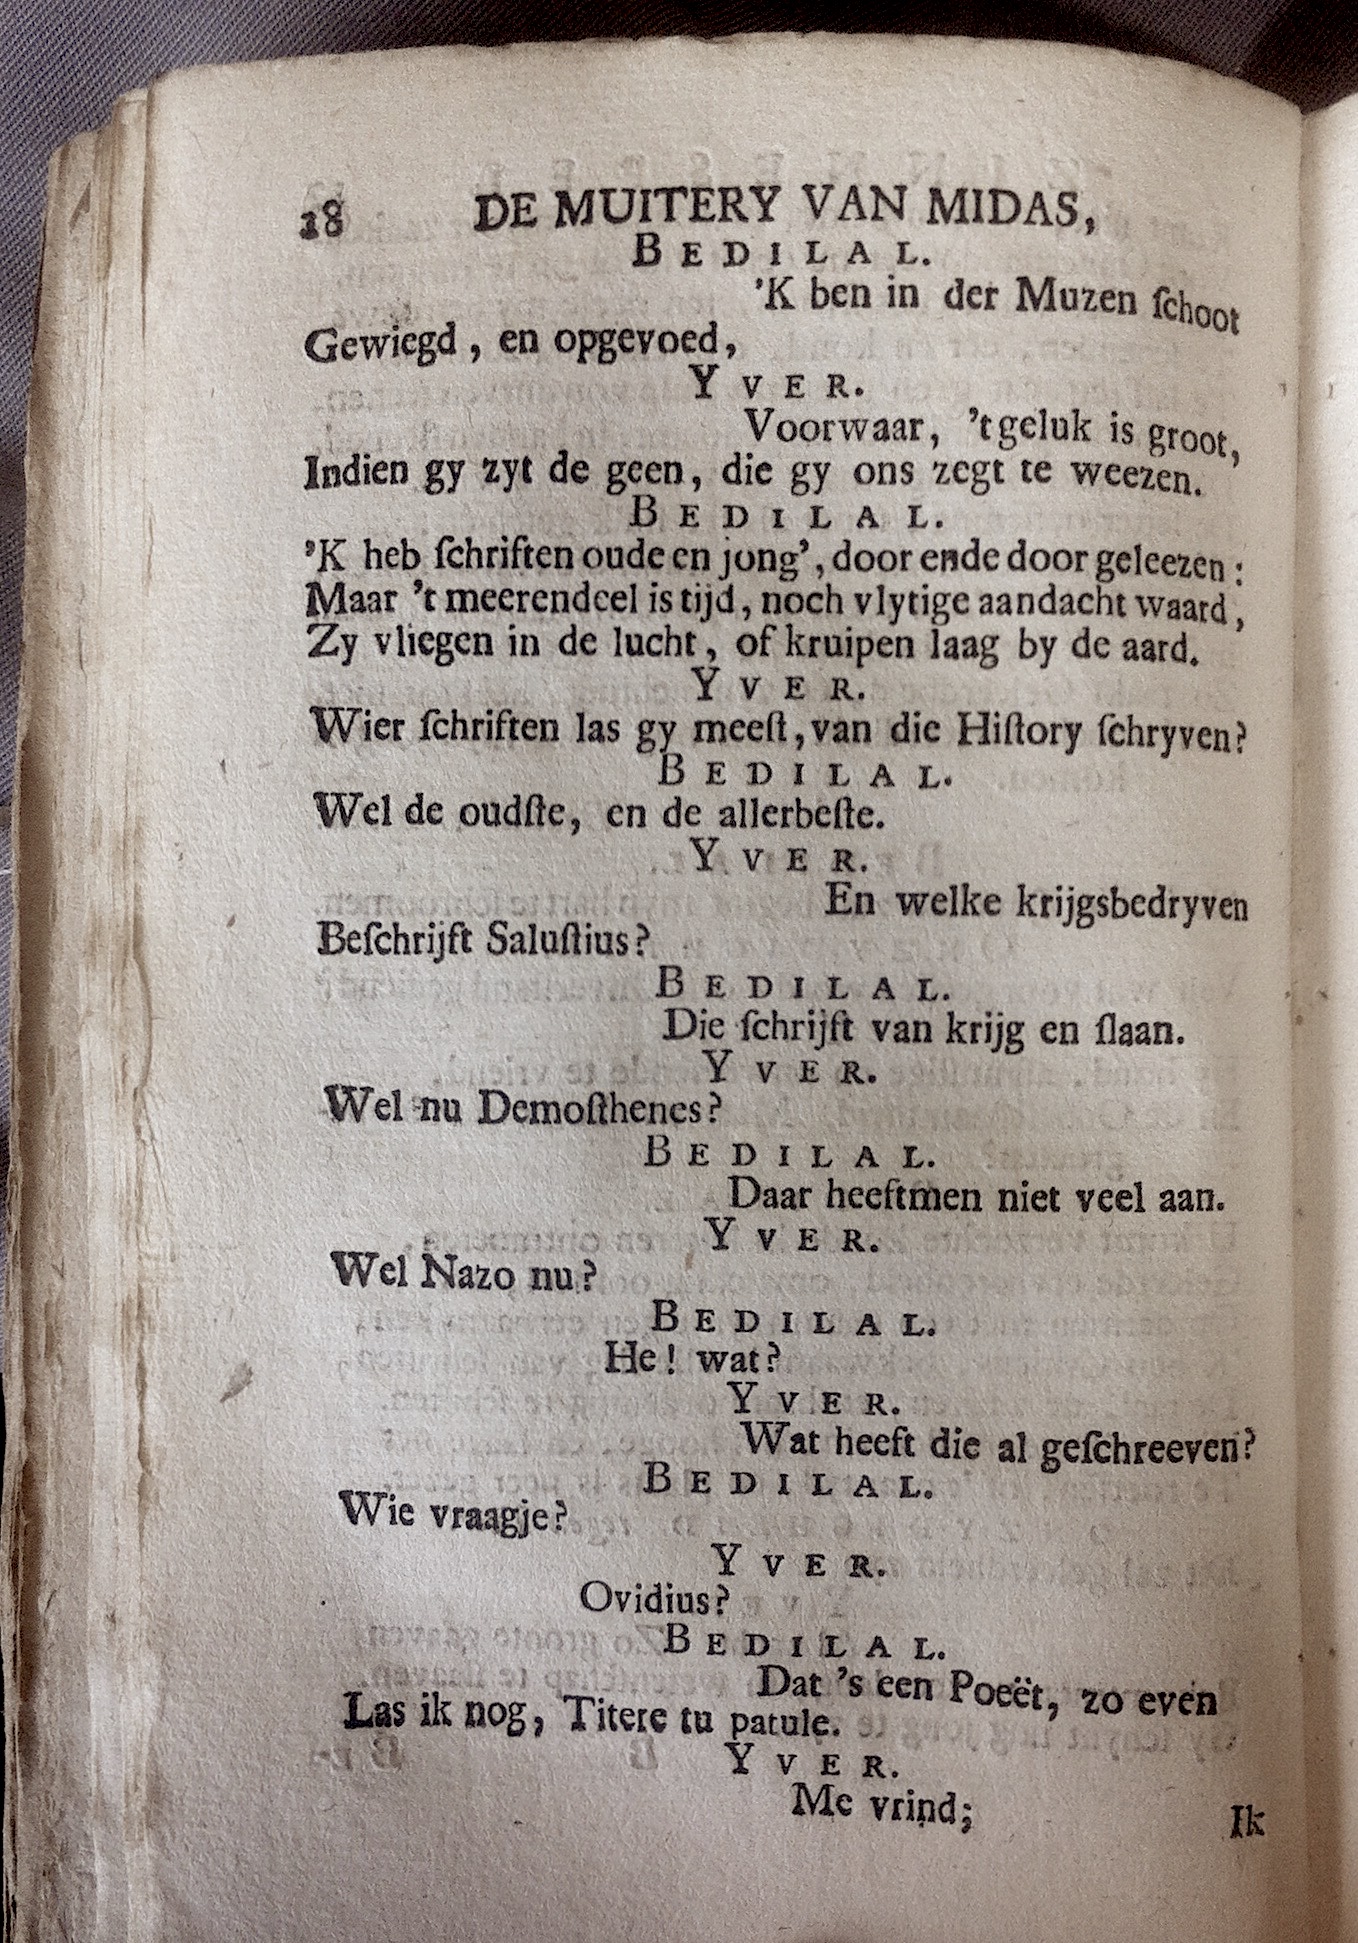 18 DE MUITERY VAN MIDAS,
BEDILAL.
'K ben in der Muzen ſchoot
Gewiegd, en opgevoed,
YVER.
Voorwaar, 't geluk is groot,
Indien gy zyt de geen, die gy ons zegt te weezen.
BEDILAL.
'K heb ſchriften oude en jong', door ende door geleezen:
Maar 't meerendeel is tijd, noch vlytige aandacht waard,
Zy vliegen in de lucht, of kruipen laag by de aard.
YVER.
Wier ſchriften las gy meeſt, van die Hiſtory ſchryven?
BEDILAL.
Wel de oudſte, en de allerbeſte.
YVER.
En welke krijgsbedryven
Beſchrijft Saluſtius?
BEDILAL.
Die ſchrijft van krijg en ſlaan.
YVER.
Wel nu Demoſthenes?
BEDILAL.
Daar heeftmen niet veel aan.
YVER.
Wel Nazo nu?
BEDILAL.
He! wat?
YVER.
Wat heeft die al geſchreeven?
BEDILAL.
Wie vraagje?
YVER.
Ovidius?
BEDILAL.
Dat 's een Poeët, zo even
Las ik nog, Titere tu patule.
YVER.
Me vrind;
Ik